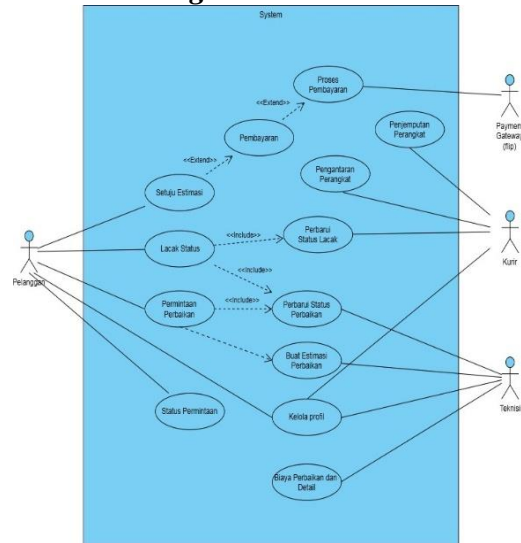 g
System
Proses
Pembayaran
<<Extend>>
Payment
Gateway
(flip)
Penjemputan
Perangkat
Pembayaran
<<Extend>>
Pengantaran
Perangkat
Setuju Estimasi
Lacak Status
<<Include>>
Perbarui
Status Lacak
Kurir
Pelanggan
<<Include>>
Permintaan
Perbaikan
<<Include>>
Perbarui Status
Perbaikan
Buat Estimasi
Perbaikan
Status Permintaan
Kelola profil
Teknisi
Biaya Perbaikan dan
Detail